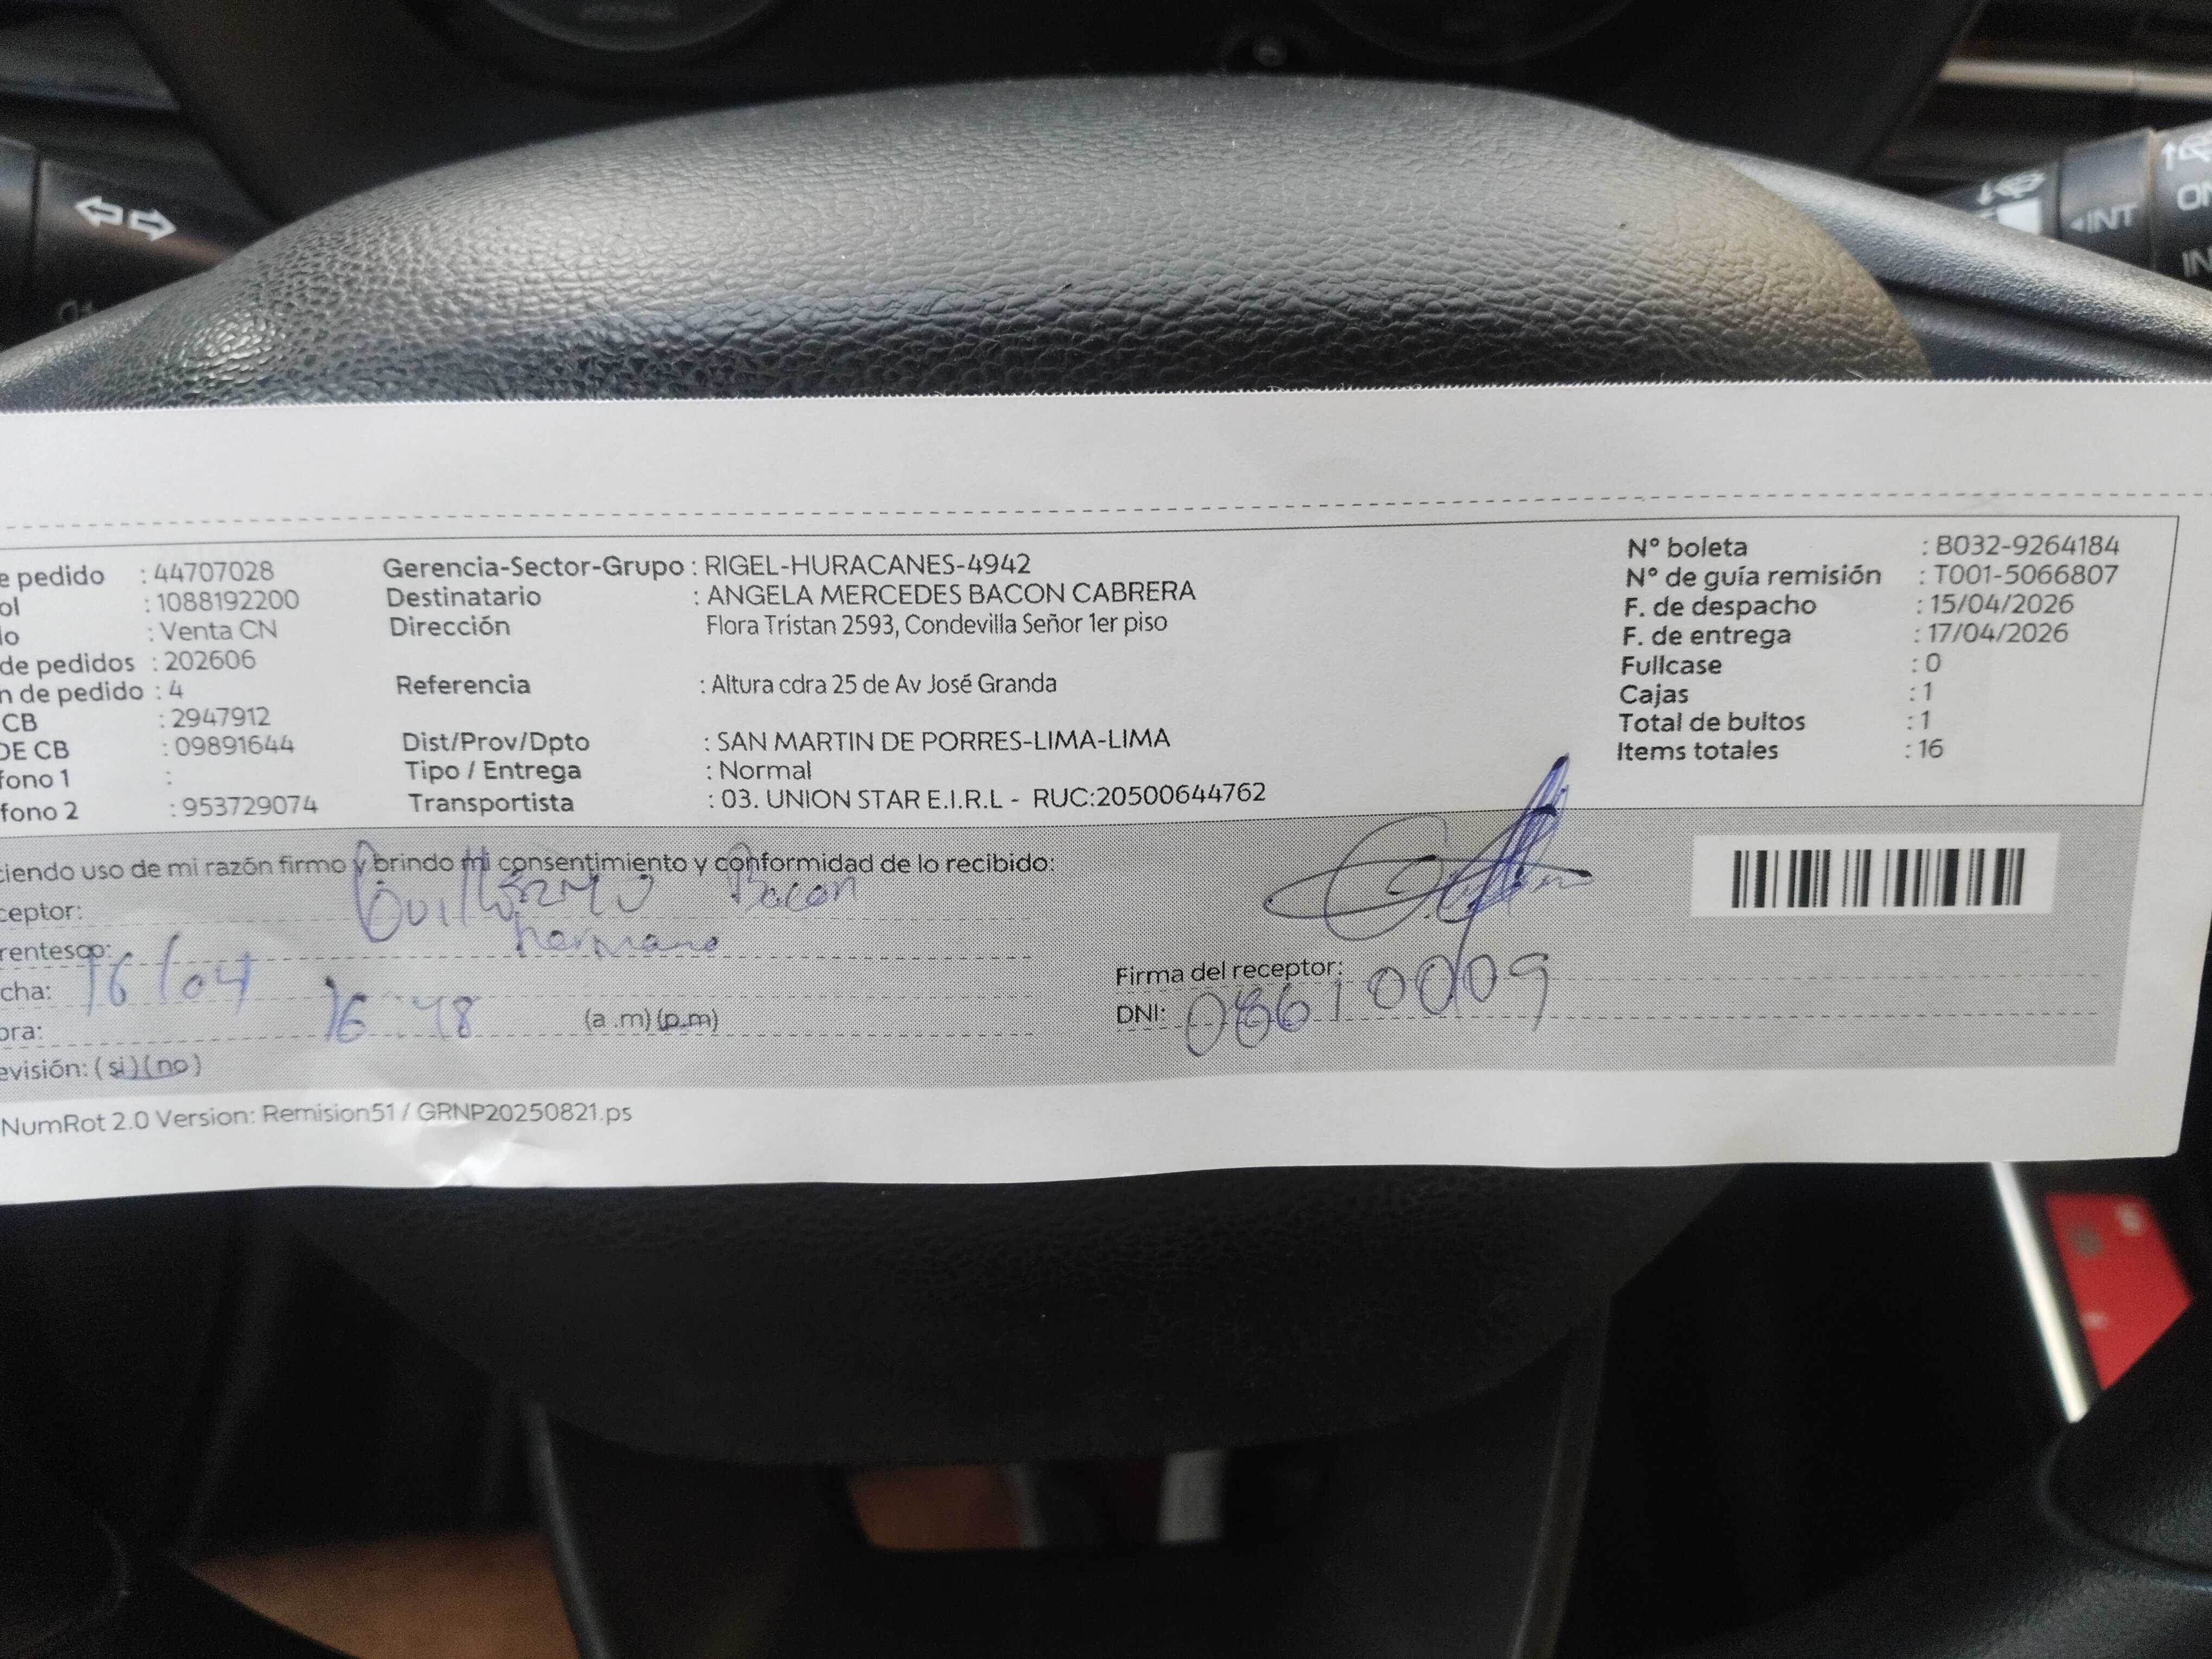 e pedido : 44707028
ol : 1088192200
o : Venta CN
de pedidos : 202606
n de pedido : 4
CB : 2947912
DE CB : 09891644
fono 1 :
fono 2 : 953729074
Gerencia-Sector-Grupo : RIGEL-HURACANES-4942
Destinatario : ANGELA MERCEDES BACON CABRERA
Dirección Flora Tristan 2593, Condevilla Señor 1er piso
Referencia : Altura cdra 25 de Av José Granda
Dist/Prov/Dpto : SAN MARTIN DE PORRES-LIMA-LIMA
Tipo / Entrega : Normal
Transportista : 03. UNION STAR E.I.R.L - RUC:20500644762
N° boleta : B032-9264184
N° de guía remisión : T001-5066807
F. de despacho : 15/04/2026
F. de entrega : 17/04/2026
Fullcase : 0
Cajas : 1
Total de bultos : 1
Items totales : 16
ciendo uso de mi razón firmo y brindo mi consentimiento y conformidad de lo recibido:
ceptor: Guillermo Bacon
rentesco: hermano
cha: 16/04
ora: 16:48 (a .m) (p.m)
evisión: (si) (no)
Firma del receptor:
DNI: 08610009
NumRot 2.0 Version: Remision51 / GRNP20250821.ps
INT